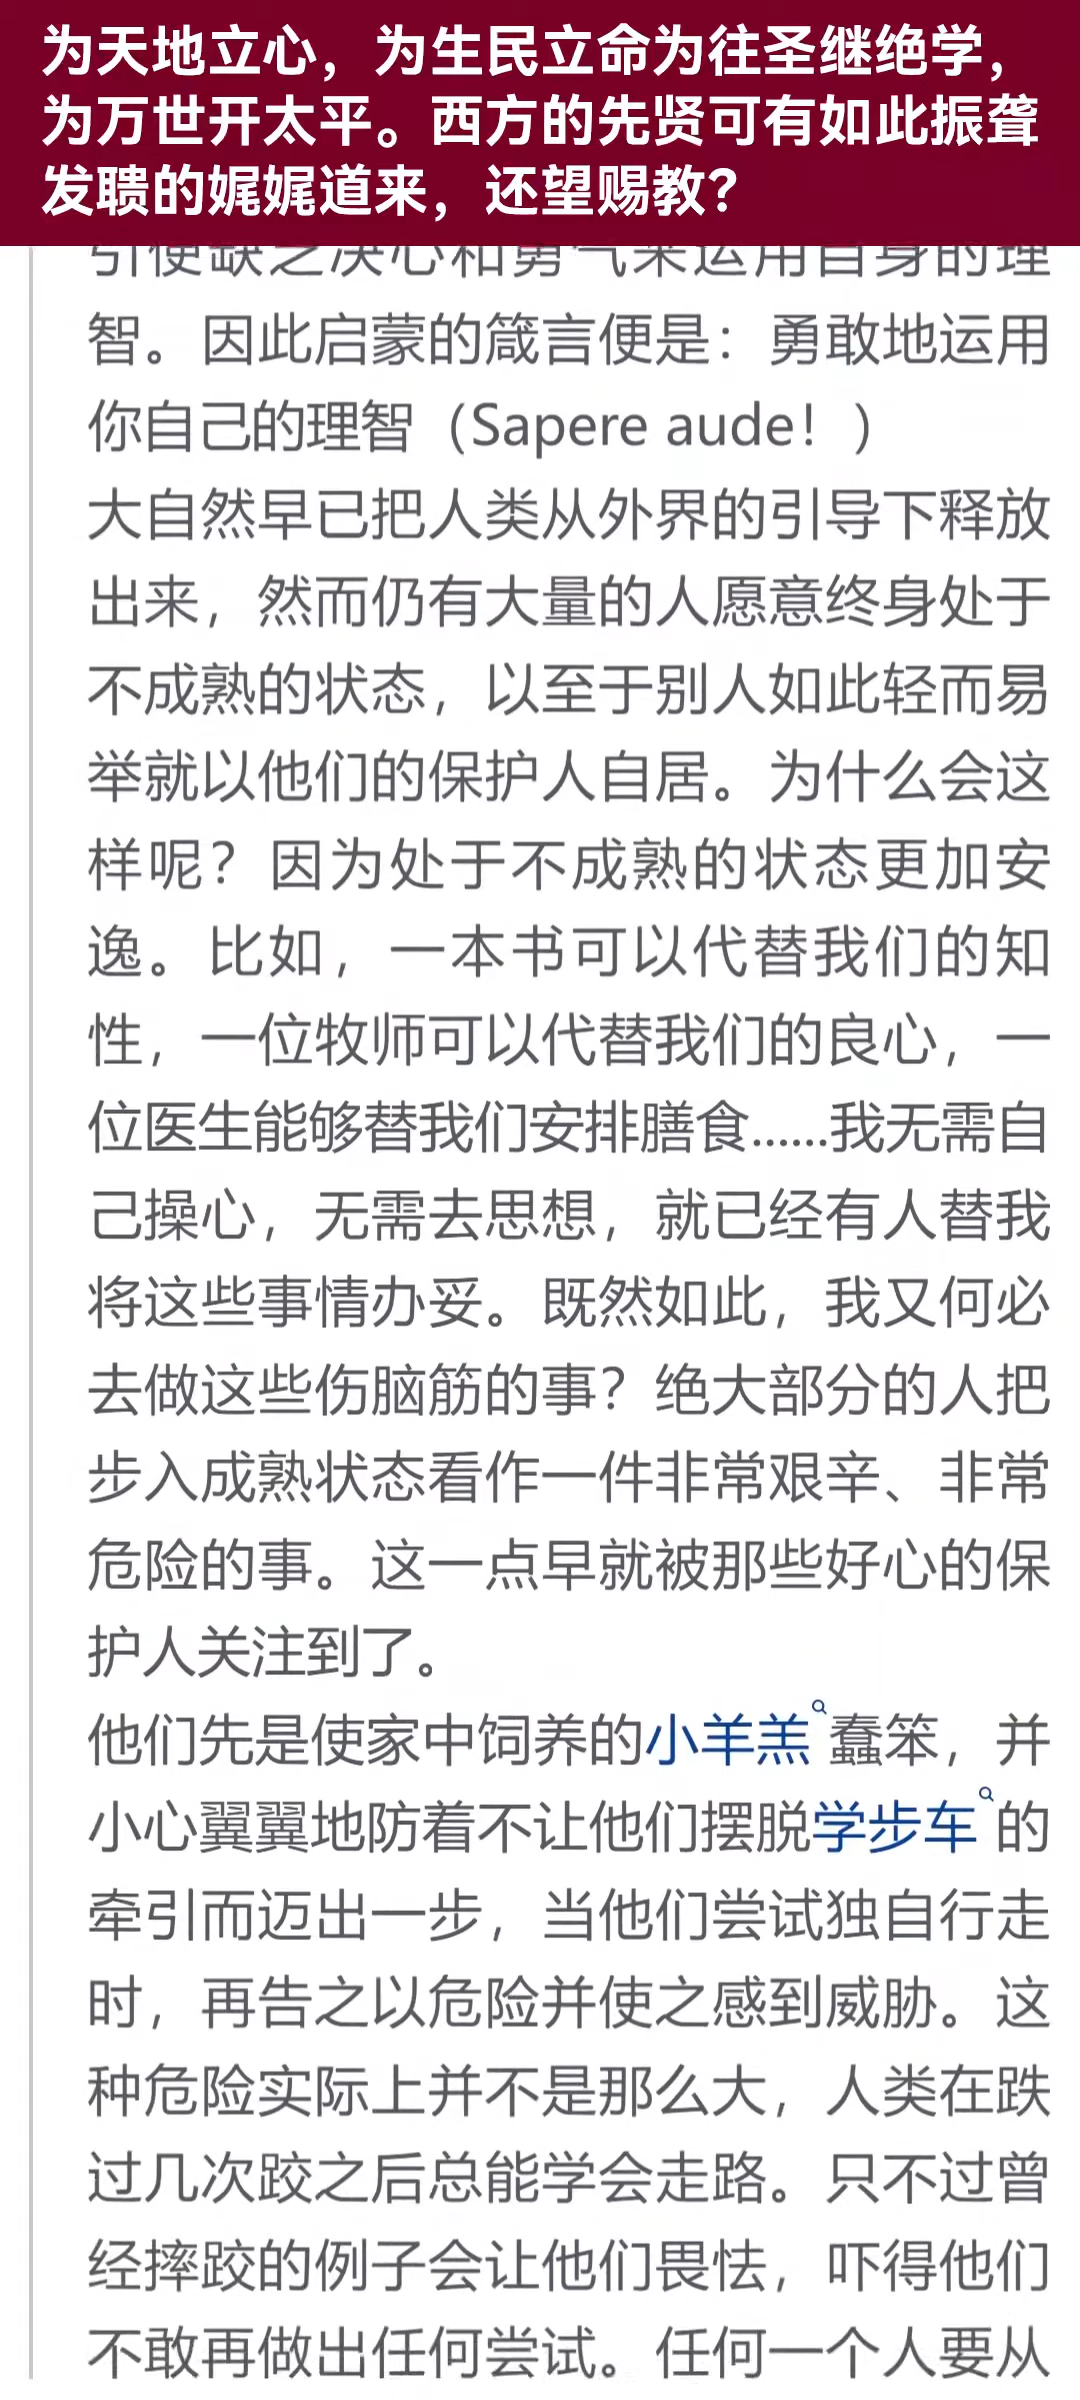 为天地立心，为生民立命为往圣继绝学，
为万世开太平。西方的先贤可有如此振聋
发聩的娓娓道来，还望赐教？
引使缺乏决心和勇气来运用自身的理
智。因此启蒙的箴言便是：勇敢地运用
你自己的理智（Sapere aude！）
大自然早已把人类从外界的引导下释放
出来，然而仍有大量的人愿意终身处于
不成熟的状态，以至于别人如此轻而易
举就以他们的保护人自居。为什么会这
样呢？因为处于不成熟的状态更加安
逸。比如，一本书可以代替我们的知
性，一位牧师可以代替我们的良心，一
位医生能够替我们安排膳食……我无需自
己操心，无需去思想，就已经有人替我
将这些事情办妥。既然如此，我又何必
去做这些伤脑筋的事？绝大部分的人把
步入成熟状态看作一件非常艰辛、非常
危险的事。这一点早就被那些好心的保
护人关注到了。
他们先是使家中饲养的小羊羔蠢笨，并
小心翼翼地防着不让他们摆脱学步车的
牵引而迈出一步，当他们尝试独自行走
时，再告之以危险并使之感到威胁。这
种危险实际上并不是那么大，人类在跌
过几次跤之后总能学会走路。只不过曾
经摔跤的例子会让他们畏怯，吓得他们
不敢再做出任何尝试。任何一个人要从